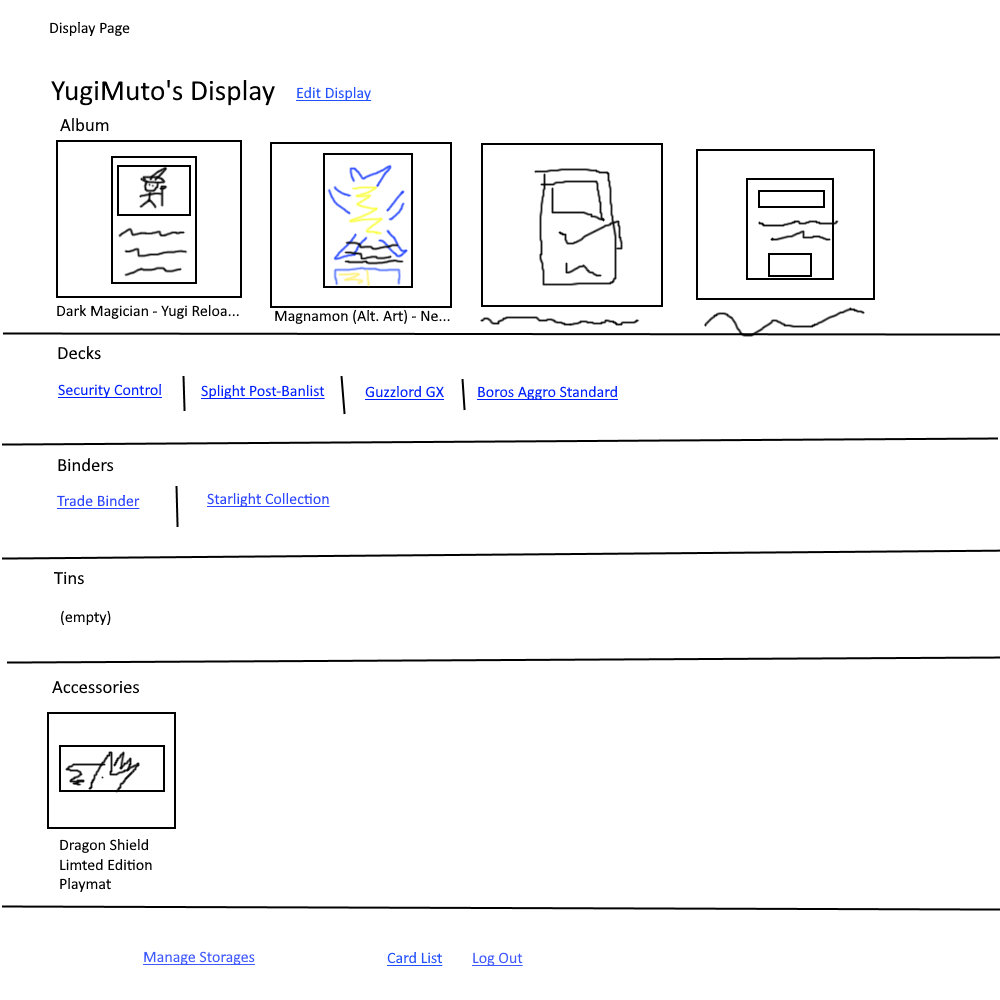 Display Page
YugiMuto's Display Edit Display
Album
Dark Magician - Yugi Reloa...
Magnamon (Alt. Art) - Ne...
Decks
Security Control
Splight Post-Banlist
Guzzlord GX
Boros Aggro Standard
Binders
Trade Binder
Starlight Collection
Tins
(empty)
Accessories
Dragon Shield
Limted Edition
Playmat
Manage Storages
Card List
Log Out